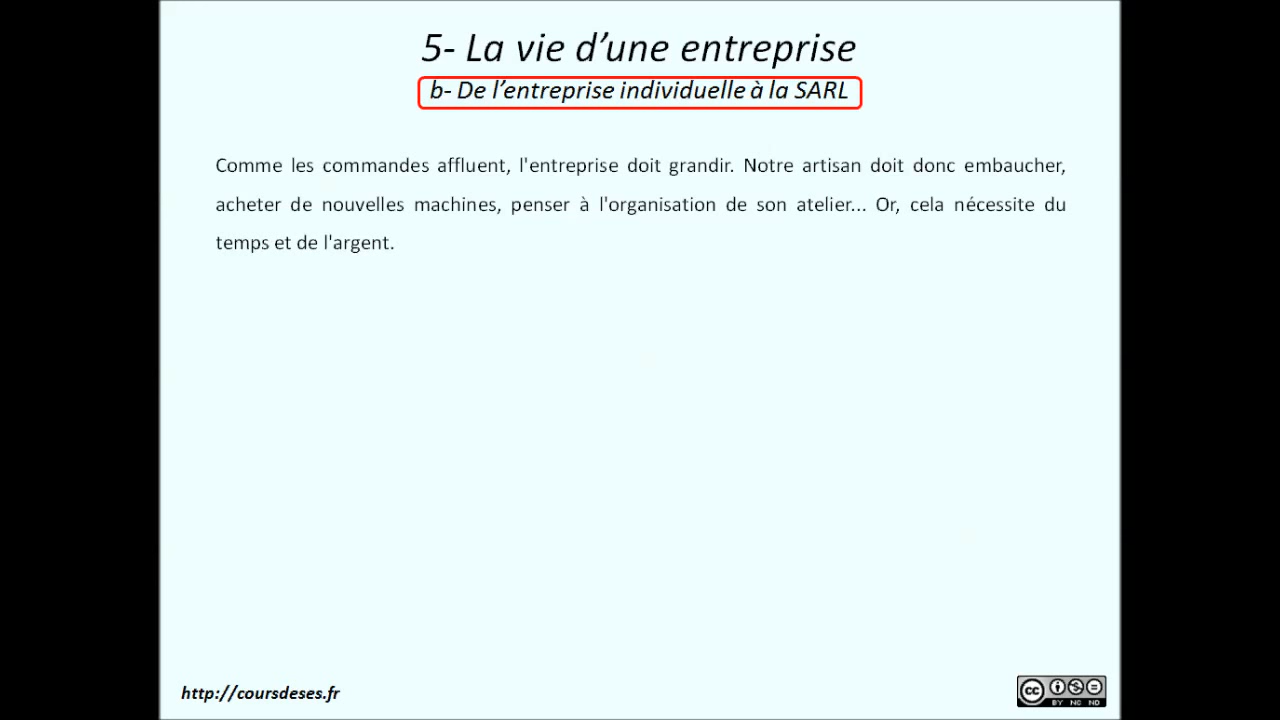 5- La vie d’une entreprise
b- De l’entreprise individuelle à la SARL
Comme les commandes affluent, l'entreprise doit grandir. Notre artisan doit donc embaucher,
acheter de nouvelles machines, penser à l'organisation de son atelier... Or, cela nécessite du
temps et de l'argent.
http://coursdeses.fr
cc
BY NC ND